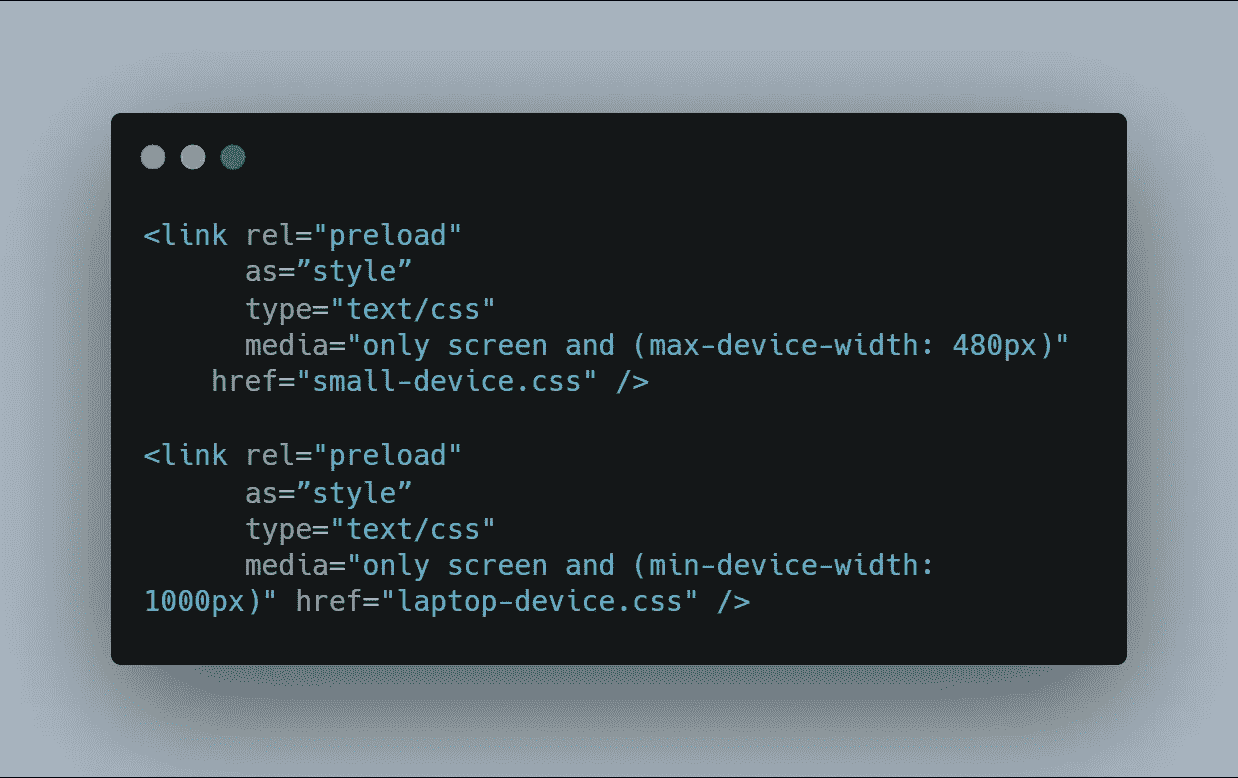 <link rel="preload"
as=”style”
type="text/css"
media="only screen and (max-device-width: 480px)"
href="small-device.css" />
<link rel="preload"
as=”style”
type="text/css"
media="only screen and (min-device-width:
1000px)" href="laptop-device.css" />